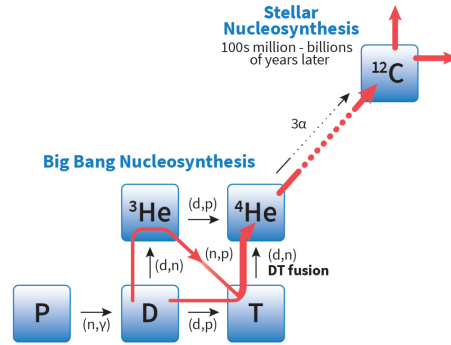 Stellar
Nucleosynthesis
100s million - billions
of years later
¹²C
3α
Big Bang Nucleosynthesis
³He
(d,p)
⁴He
(n,p)
(d,n)
(d,n)
DT fusion
P
(n,γ)
D
(d,p)
T